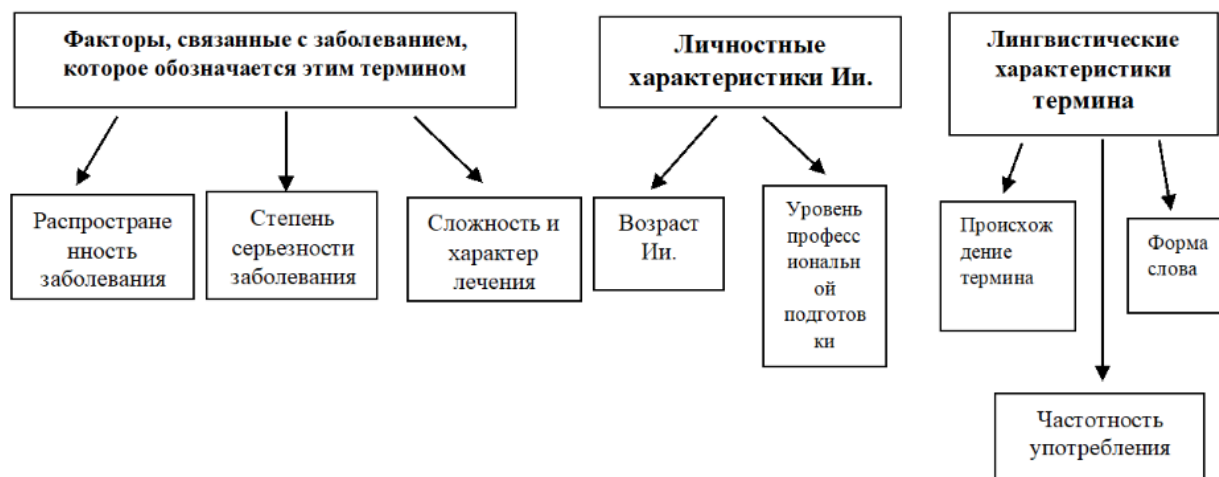 Факторы, связанные с заболеванием,
которое обозначается этим термином
Личностные
характеристики Ии.
Лингвистические
характеристики
термина
Распростране
нность
заболевания
Степень
серьезности
заболевания
Сложность и
характер
лечения
Возраст
Ии.
Уровень
професс
иональн
ой
подготов
ки
Происхож
дение
термина
Форма
слова
Частотность
употребления